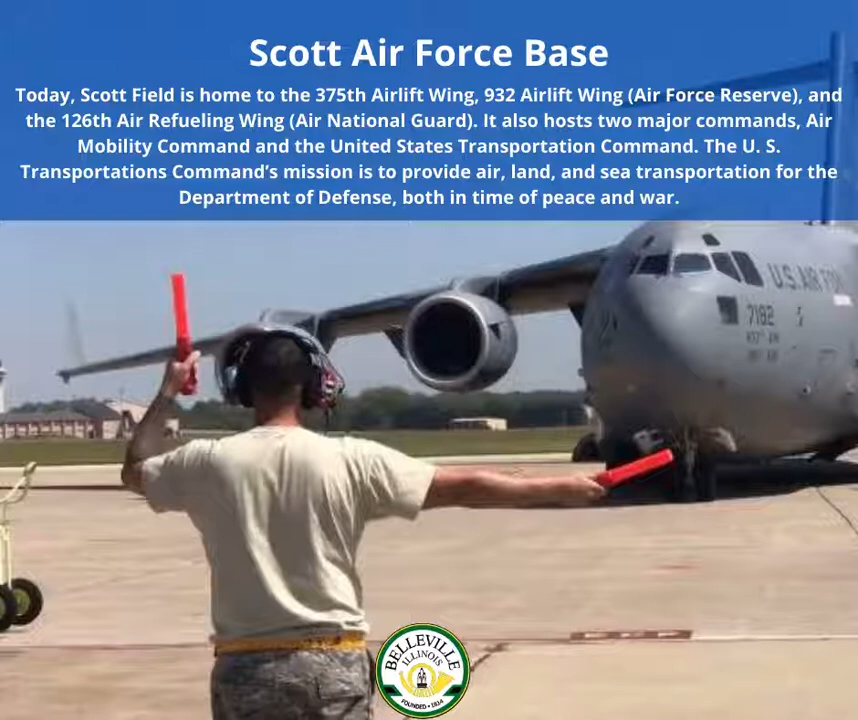 Scott Air Force Base
Today, Scott Field is home to the 375th Airlift Wing, 932 Airlift Wing (Air Force Reserve), and
the 126th Air Refueling Wing (Air National Guard). It also hosts two major commands, Air
Mobility Command and the United States Transportation Command. The U. S.
Transportations Command's mission is to provide air, land, and sea transportation for the
Department of Defense, both in time of peace and war.
U.S. AIR FOR
7182
BELLEVILLE
ILLINOIS
FOUNDED • 1814